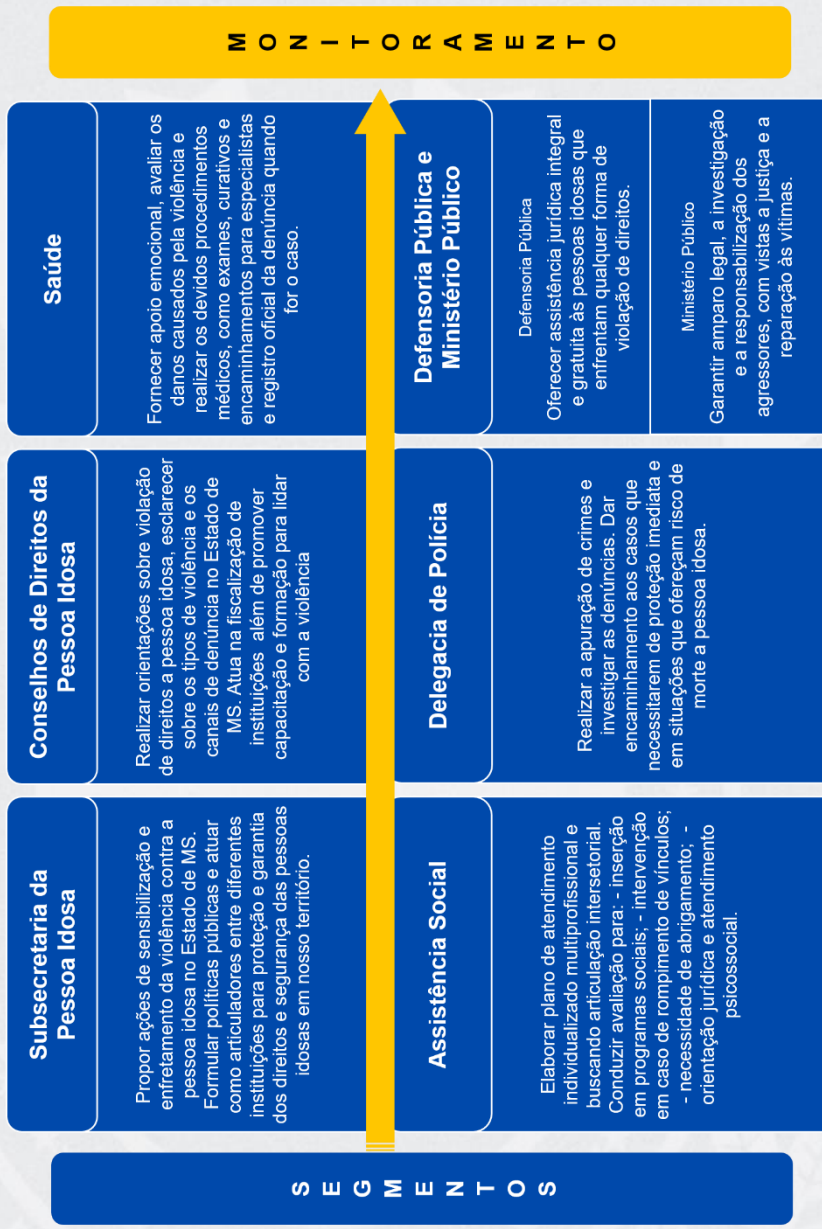 SEGMENTOS
Subsecretaria da
Pessoa Idosa
Propor ações de sensibilização e
enfretamento da violência contra a
pessoa idosa no Estado de MS.
Formular políticas públicas e atuar
como articuladores entre diferentes
instituições para proteção e garantia
dos direitos e segurança das pessoas
idosas em nosso território.
Conselhos de Direitos da
Pessoa Idosa
Realizar orientações sobre violação
de direitos a pessoa idosa, esclarecer
sobre os tipos de violência e os
canais de denúncia no Estado de
MS. Atua na fiscalização de
instituições além de promover
capacitação e formação para lidar
com a violência
Saúde
Fornecer apoio emocional, avaliar os
danos causados pela violência e
realizar os devidos procedimentos
médicos, como exames, curativos e
encaminhamentos para especialistas
e registro oficial da denúncia quando
for o caso.
Assistência Social
Elaborar plano de atendimento
individualizado multiprofissional e
buscando articulação intersetorial.
Conduzir avaliação para: - inserção
em programas sociais; - intervenção
em caso de rompimento de vínculos;
- necessidade de abrigamento; -
orientação jurídica e atendimento
psicossocial.
Delegacia de Polícia
Realizar a apuração de crimes e
investigar as denúncias. Dar
encaminhamento aos casos que
necessitarem de proteção imediata e
em situações que ofereçam risco de
morte a pessoa idosa.
Defensoria Pública e
Ministério Público
Defensoria Pública
Oferecer assistência jurídica integral
e gratuita às pessoas idosas que
enfrentam qualquer forma de
violação de direitos.
Ministério Público
Garantir amparo legal, a investigação
e a responsabilização dos
agressores, com vistas a justiça e a
reparação às vítimas.
MONITORAMENTO